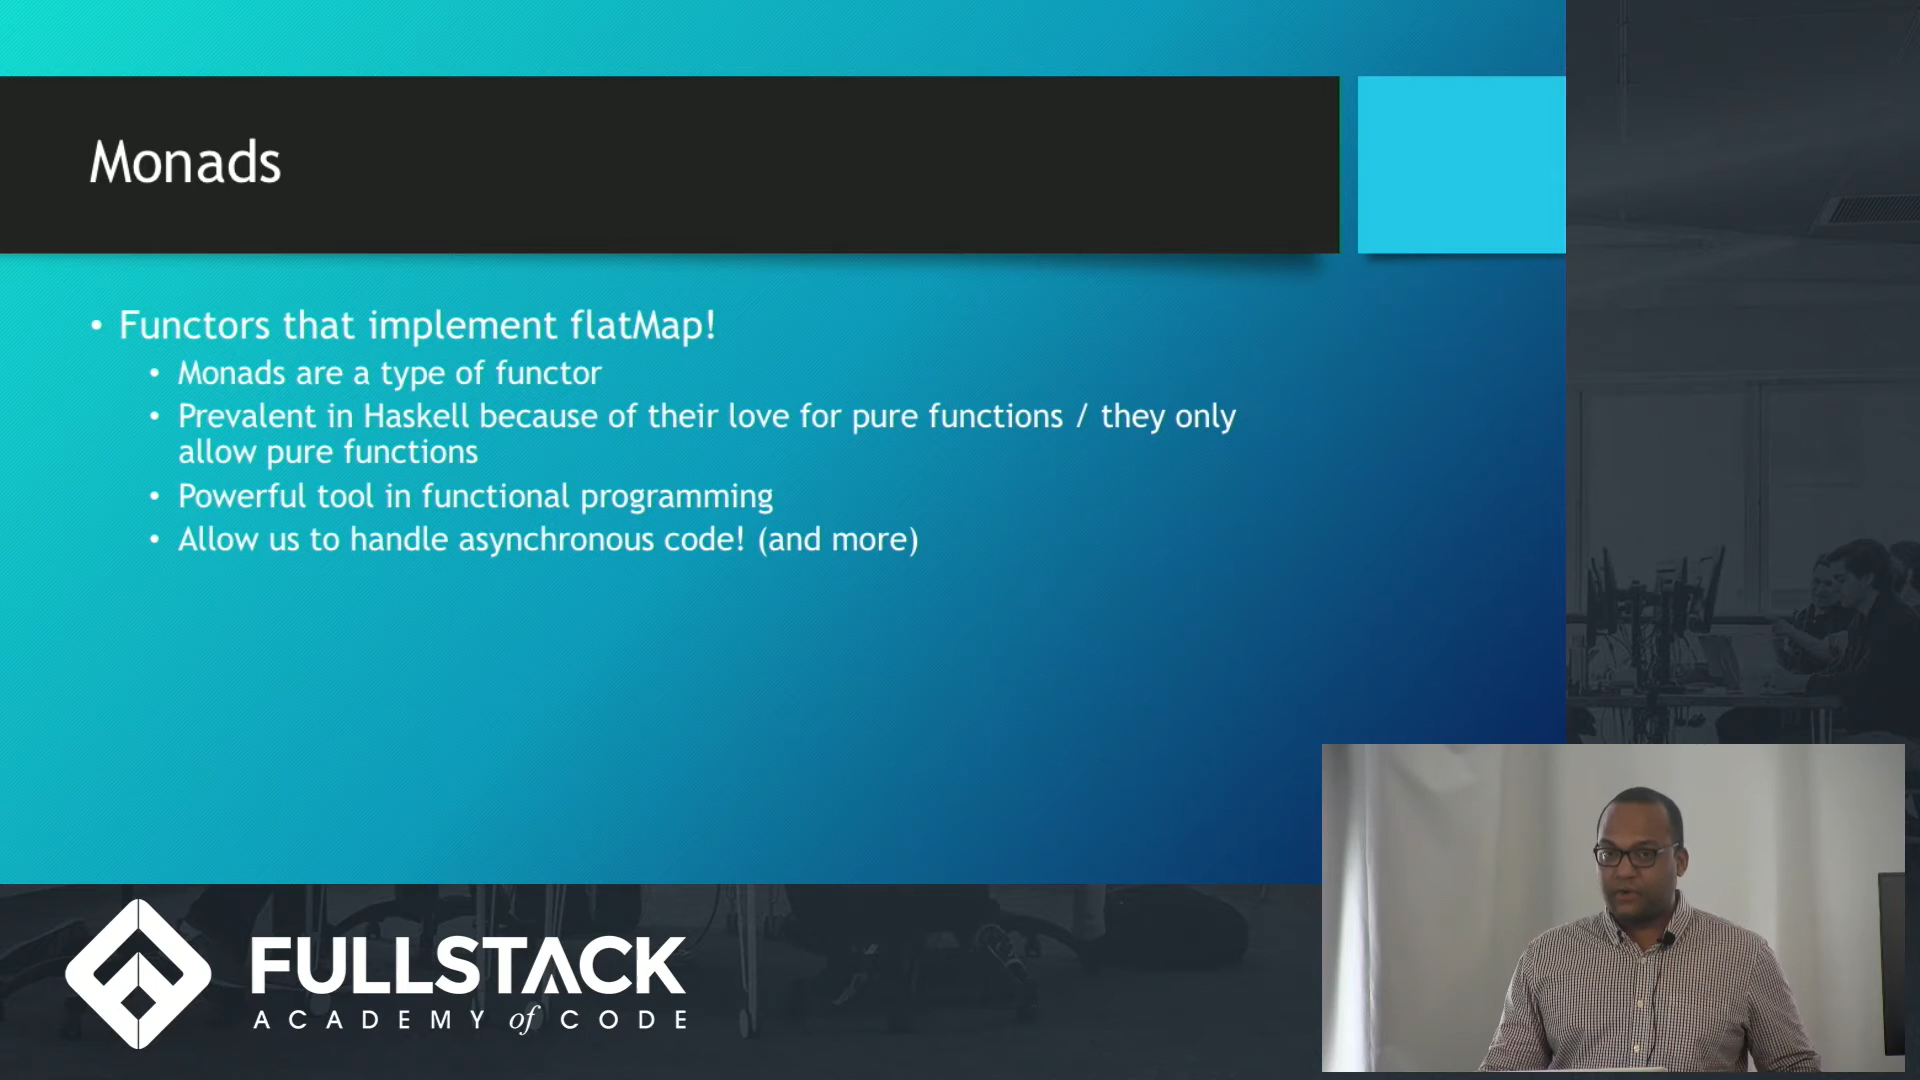 Monads
• Functors that implement flatMap!
• Monads are a type of functor
• Prevalent in Haskell because of their love for pure functions / they only
allow pure functions
• Powerful tool in functional programming
• Allow us to handle asynchronous code! (and more)
FULLSTACK
ACADEMY of CODE